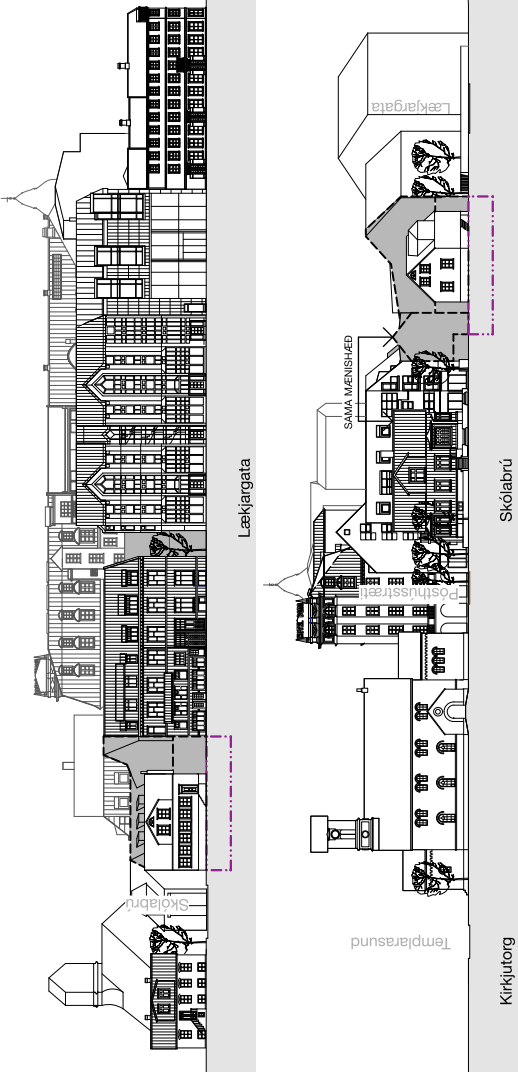 Lækjargata
Skólabrú
Lækjargata
SAMA MÆNISHÆÐ
Pósthússtræti
Templarasund
Skólabrú
Kirkjutorg